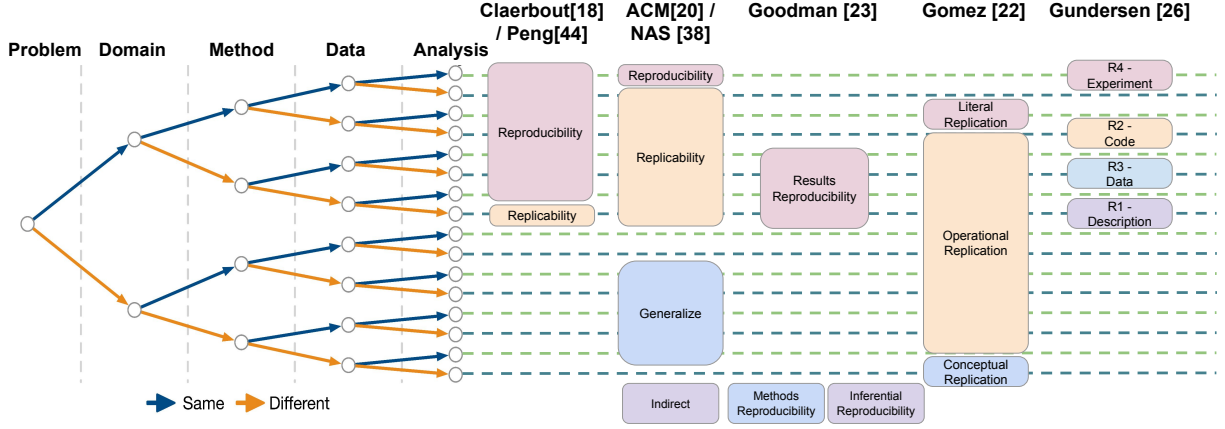 Claerbout[18]
/ Peng[44]
ACM[20] /
NAS [38]
Goodman [23]
Gomez [22]
Gundersen [26]
Problem
Domain
Method
Data
Analysis
Reproducibility
Replicability
Reproducibility
Replicability
Generalize
Indirect
Results
Reproducibility
Methods
Reproducibility
Inferential
Reproducibility
Literal
Replication
Operational
Replication
Conceptual
Replication
R4 -
Experiment
R2 -
Code
R3 -
Data
R1 -
Description
Same
Different